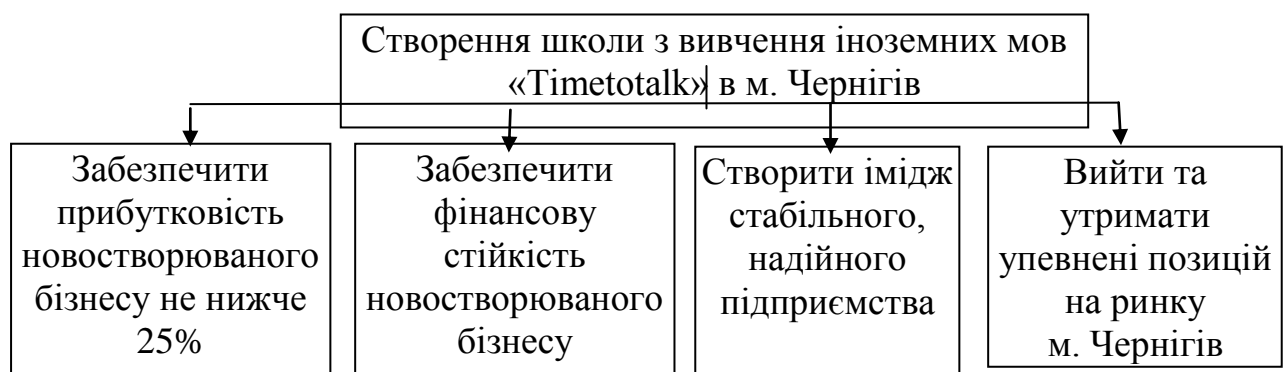 Створення школи з вивчення іноземних мов
«Timetotalk» в м. Чернігів
Забезпечити
прибутковість
новостворюваного
бізнесу не нижче
25%
Забезпечити
фінансову
стійкість
новостворюваного
бізнесу
Створити імідж
стабільного,
надійного
підприємства
Вийти та
утримати
упевнені позицій
на ринку
м. Чернігів